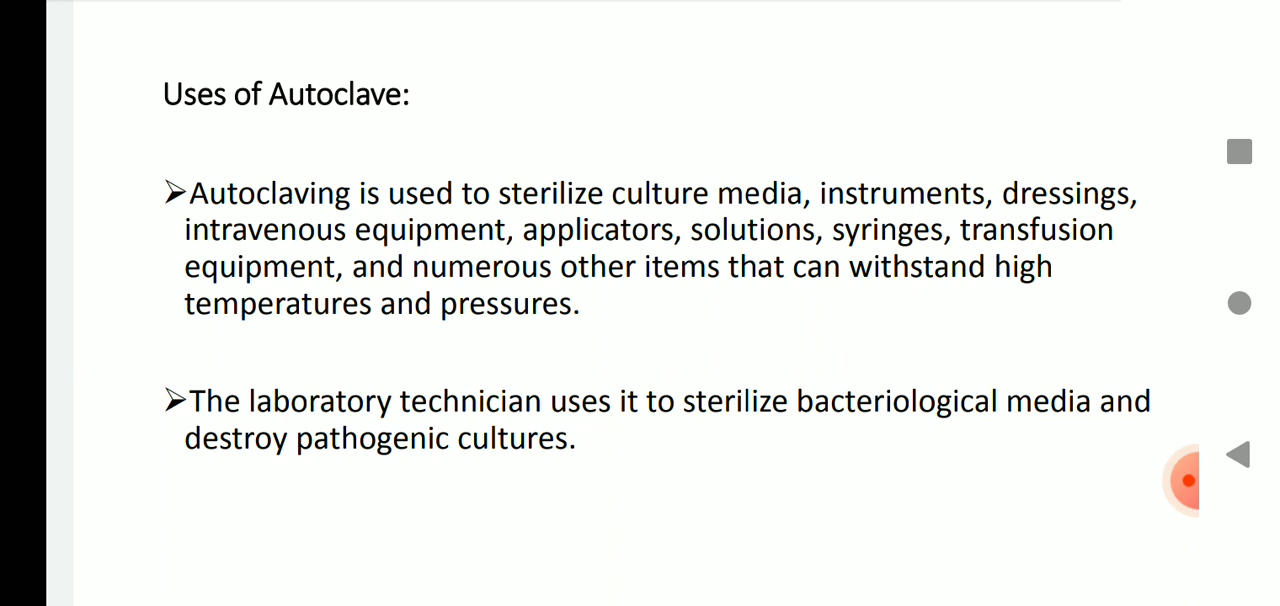 Uses of Autoclave:
➢Autoclaving is used to sterilize culture media, instruments, dressings,
intravenous equipment, applicators, solutions, syringes, transfusion
equipment, and numerous other items that can withstand high
temperatures and pressures.
➢The laboratory technician uses it to sterilize bacteriological media and
destroy pathogenic cultures.